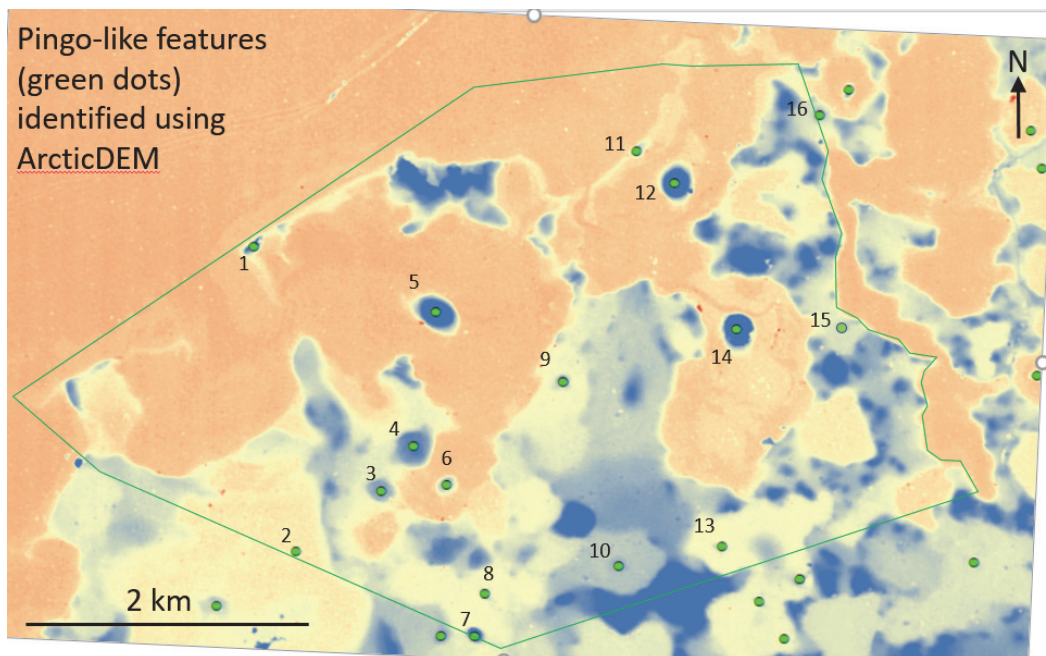 Pingo-like features
(green dots)
identified using
ArcticDEM
N
16
11
12
1
5
15
14
9
4
6
3
13
2
10
8
2 km
7